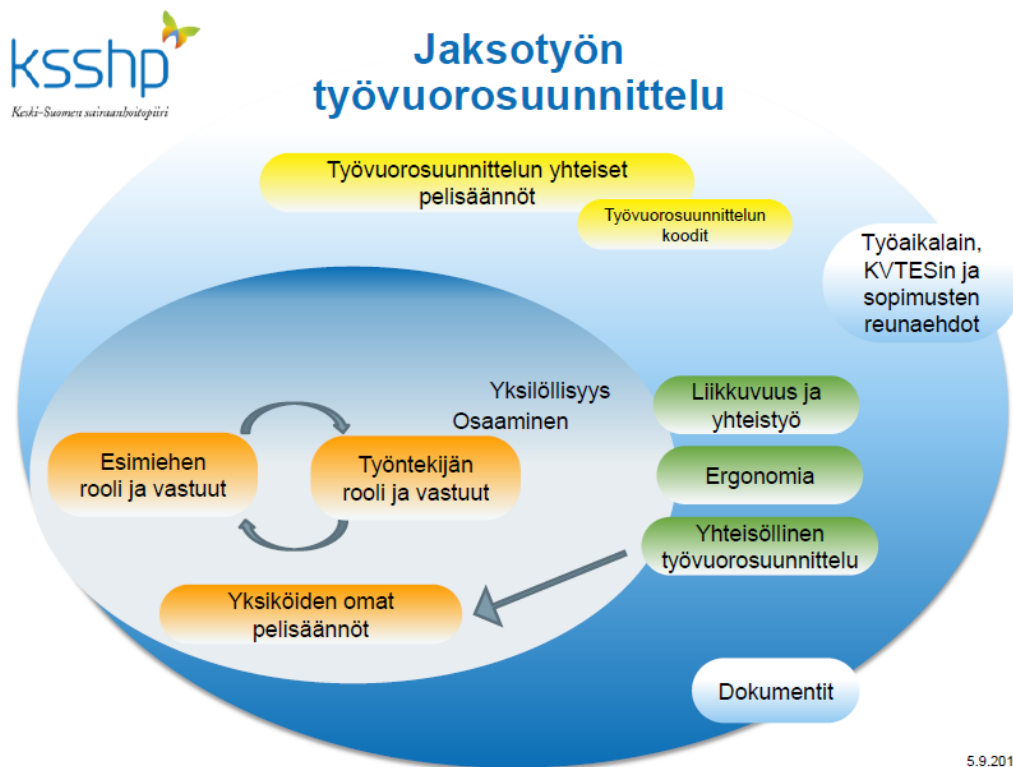 ksshp
Keski-Suomen sairaanhoitopiiri
Jaksotyön
työvuorosuunnittelu
Työvuorosuunnittelun yhteiset
pelisäännöt
Työvuorosuunnittelun
koodit
Työaikalain,
KVTESin ja
sopimusten
reunaehdot
Yksilöllisyys
Osaaminen
Liikkuvuus ja
yhteistyö
Esimiehen
rooli ja vastuut
Työntekijän
rooli ja vastuut
Ergonomia
Yhteisöllinen
työvuorosuunnittelu
Yksiköiden omat
pelisäännöt
Dokumentit
5.9.201